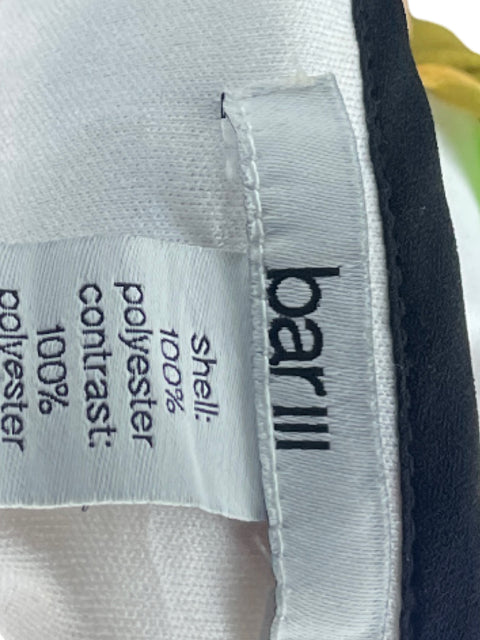 bar III
shell:
100%
polyester
contrast:
100%
polyester